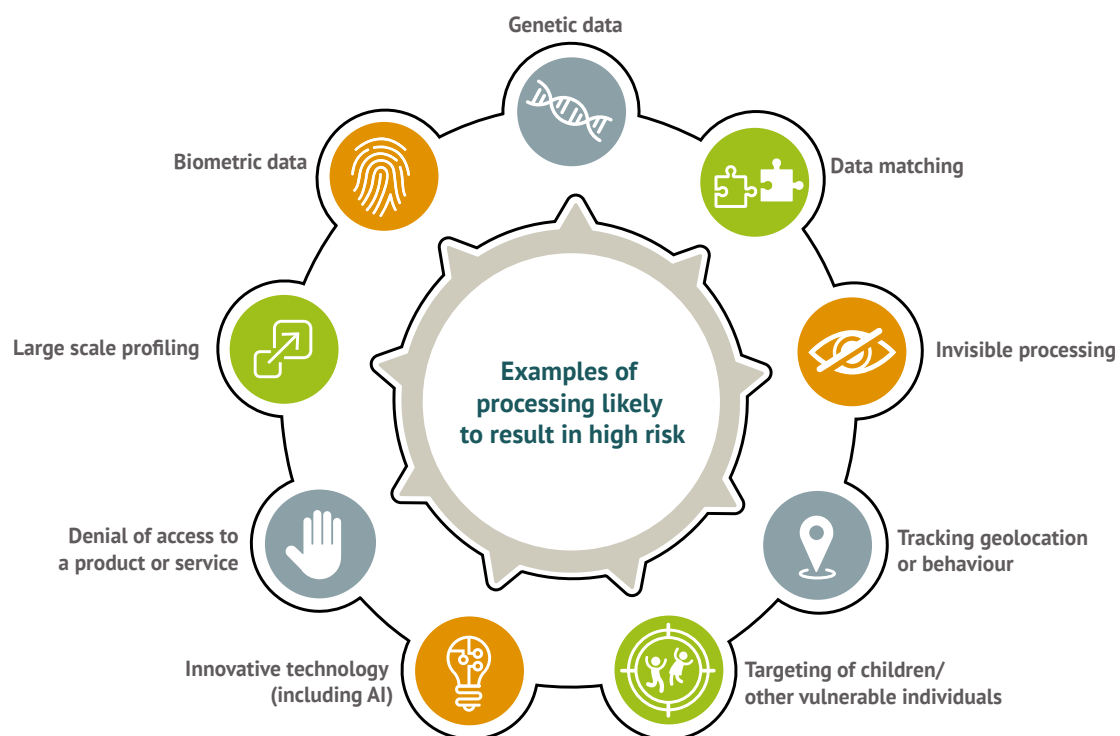 Genetic data
Biometric data
Data matching
Large scale profiling
Invisible processing
Examples of
processing likely
to result in high risk
Denial of access to
a product or service
Tracking geolocation
or behaviour
Innovative technology
(including AI)
Targeting of children/
other vulnerable individuals